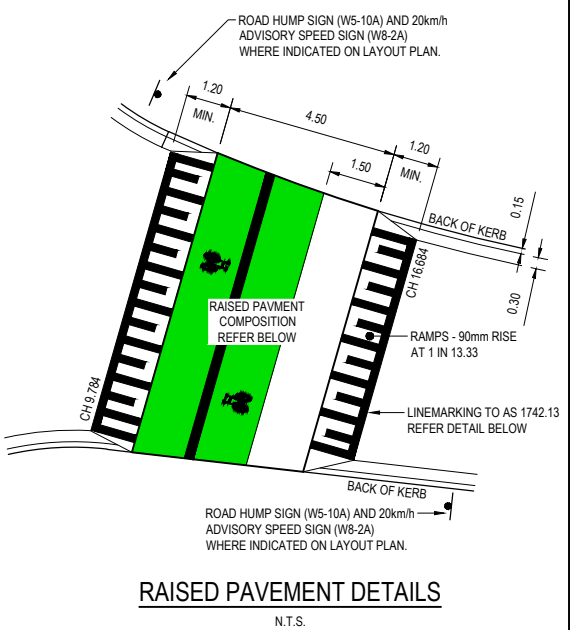 ROAD HUMP SIGN (W5-10A) AND 20km/h
ADVISORY SPEED SIGN (W8-2A)
WHERE INDICATED ON LAYOUT PLAN.
1.20
MIN.
4.50
1.20
MIN.
1.50
BACK OF KERB
0.15
0.30
CH 16.684
RAISED PAVMENT
COMPOSITION
REFER BELOW
RAMPS - 90mm RISE
AT 1 IN 13.33
CH 9.784
LINEMARKING TO AS 1742.13
REFER DETAIL BELOW
BACK OF KERB
ROAD HUMP SIGN (W5-10A) AND 20km/h
ADVISORY SPEED SIGN (W8-2A)
WHERE INDICATED ON LAYOUT PLAN.
RAISED PAVEMENT DETAILS
N.T.S.